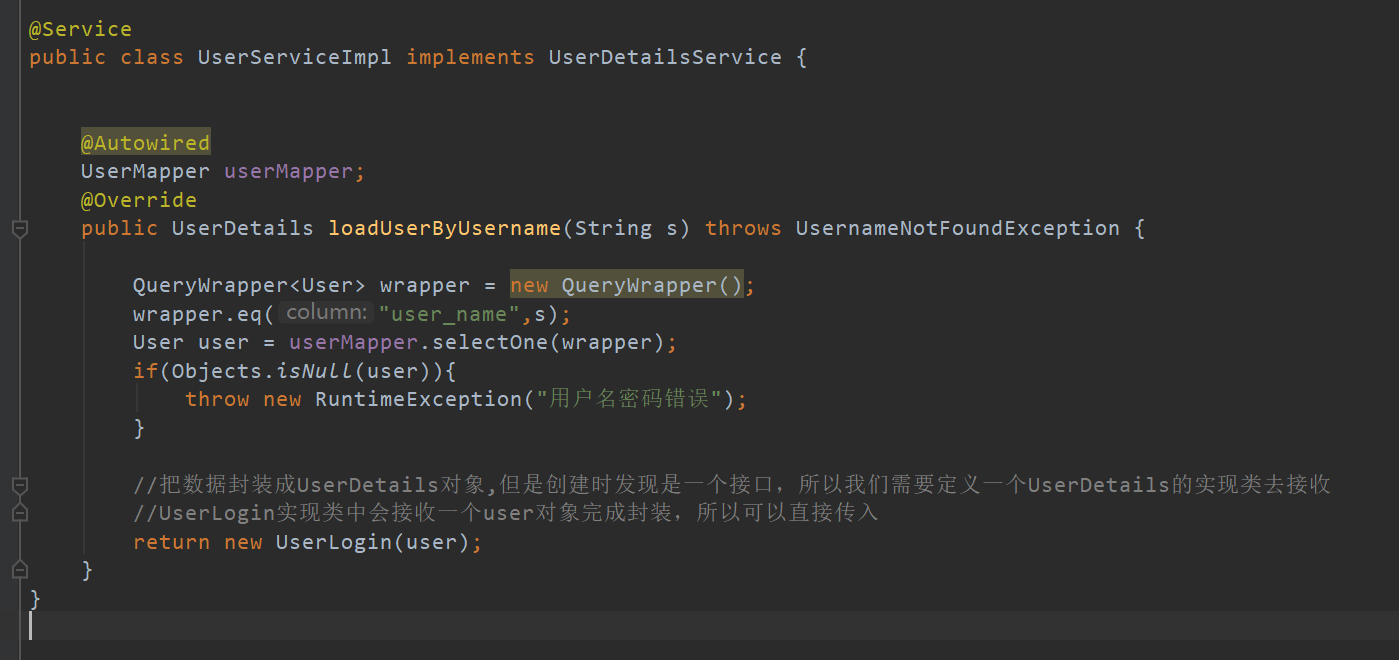 @Service
public class UserServiceImpl implements UserDetailsService {
@Autowired
UserMapper userMapper;
@Override
public UserDetails loadUserByUsername(String s) throws UsernameNotFoundException {
QueryWrapper<User> wrapper = new QueryWrapper();
wrapper.eq( column: "user_name",s);
User user = userMapper.selectOne(wrapper);
if(Objects.isNull(user)){
throw new RuntimeException("用户名密码错误");
}
//把数据封装成UserDetails对象,但是创建时发现是一个接口，所以我们需要定义一个UserDetails的实现类去接收
//UserLogin实现类中会接收一个user对象完成封装，所以可以直接传入
return new UserLogin(user);
}
}